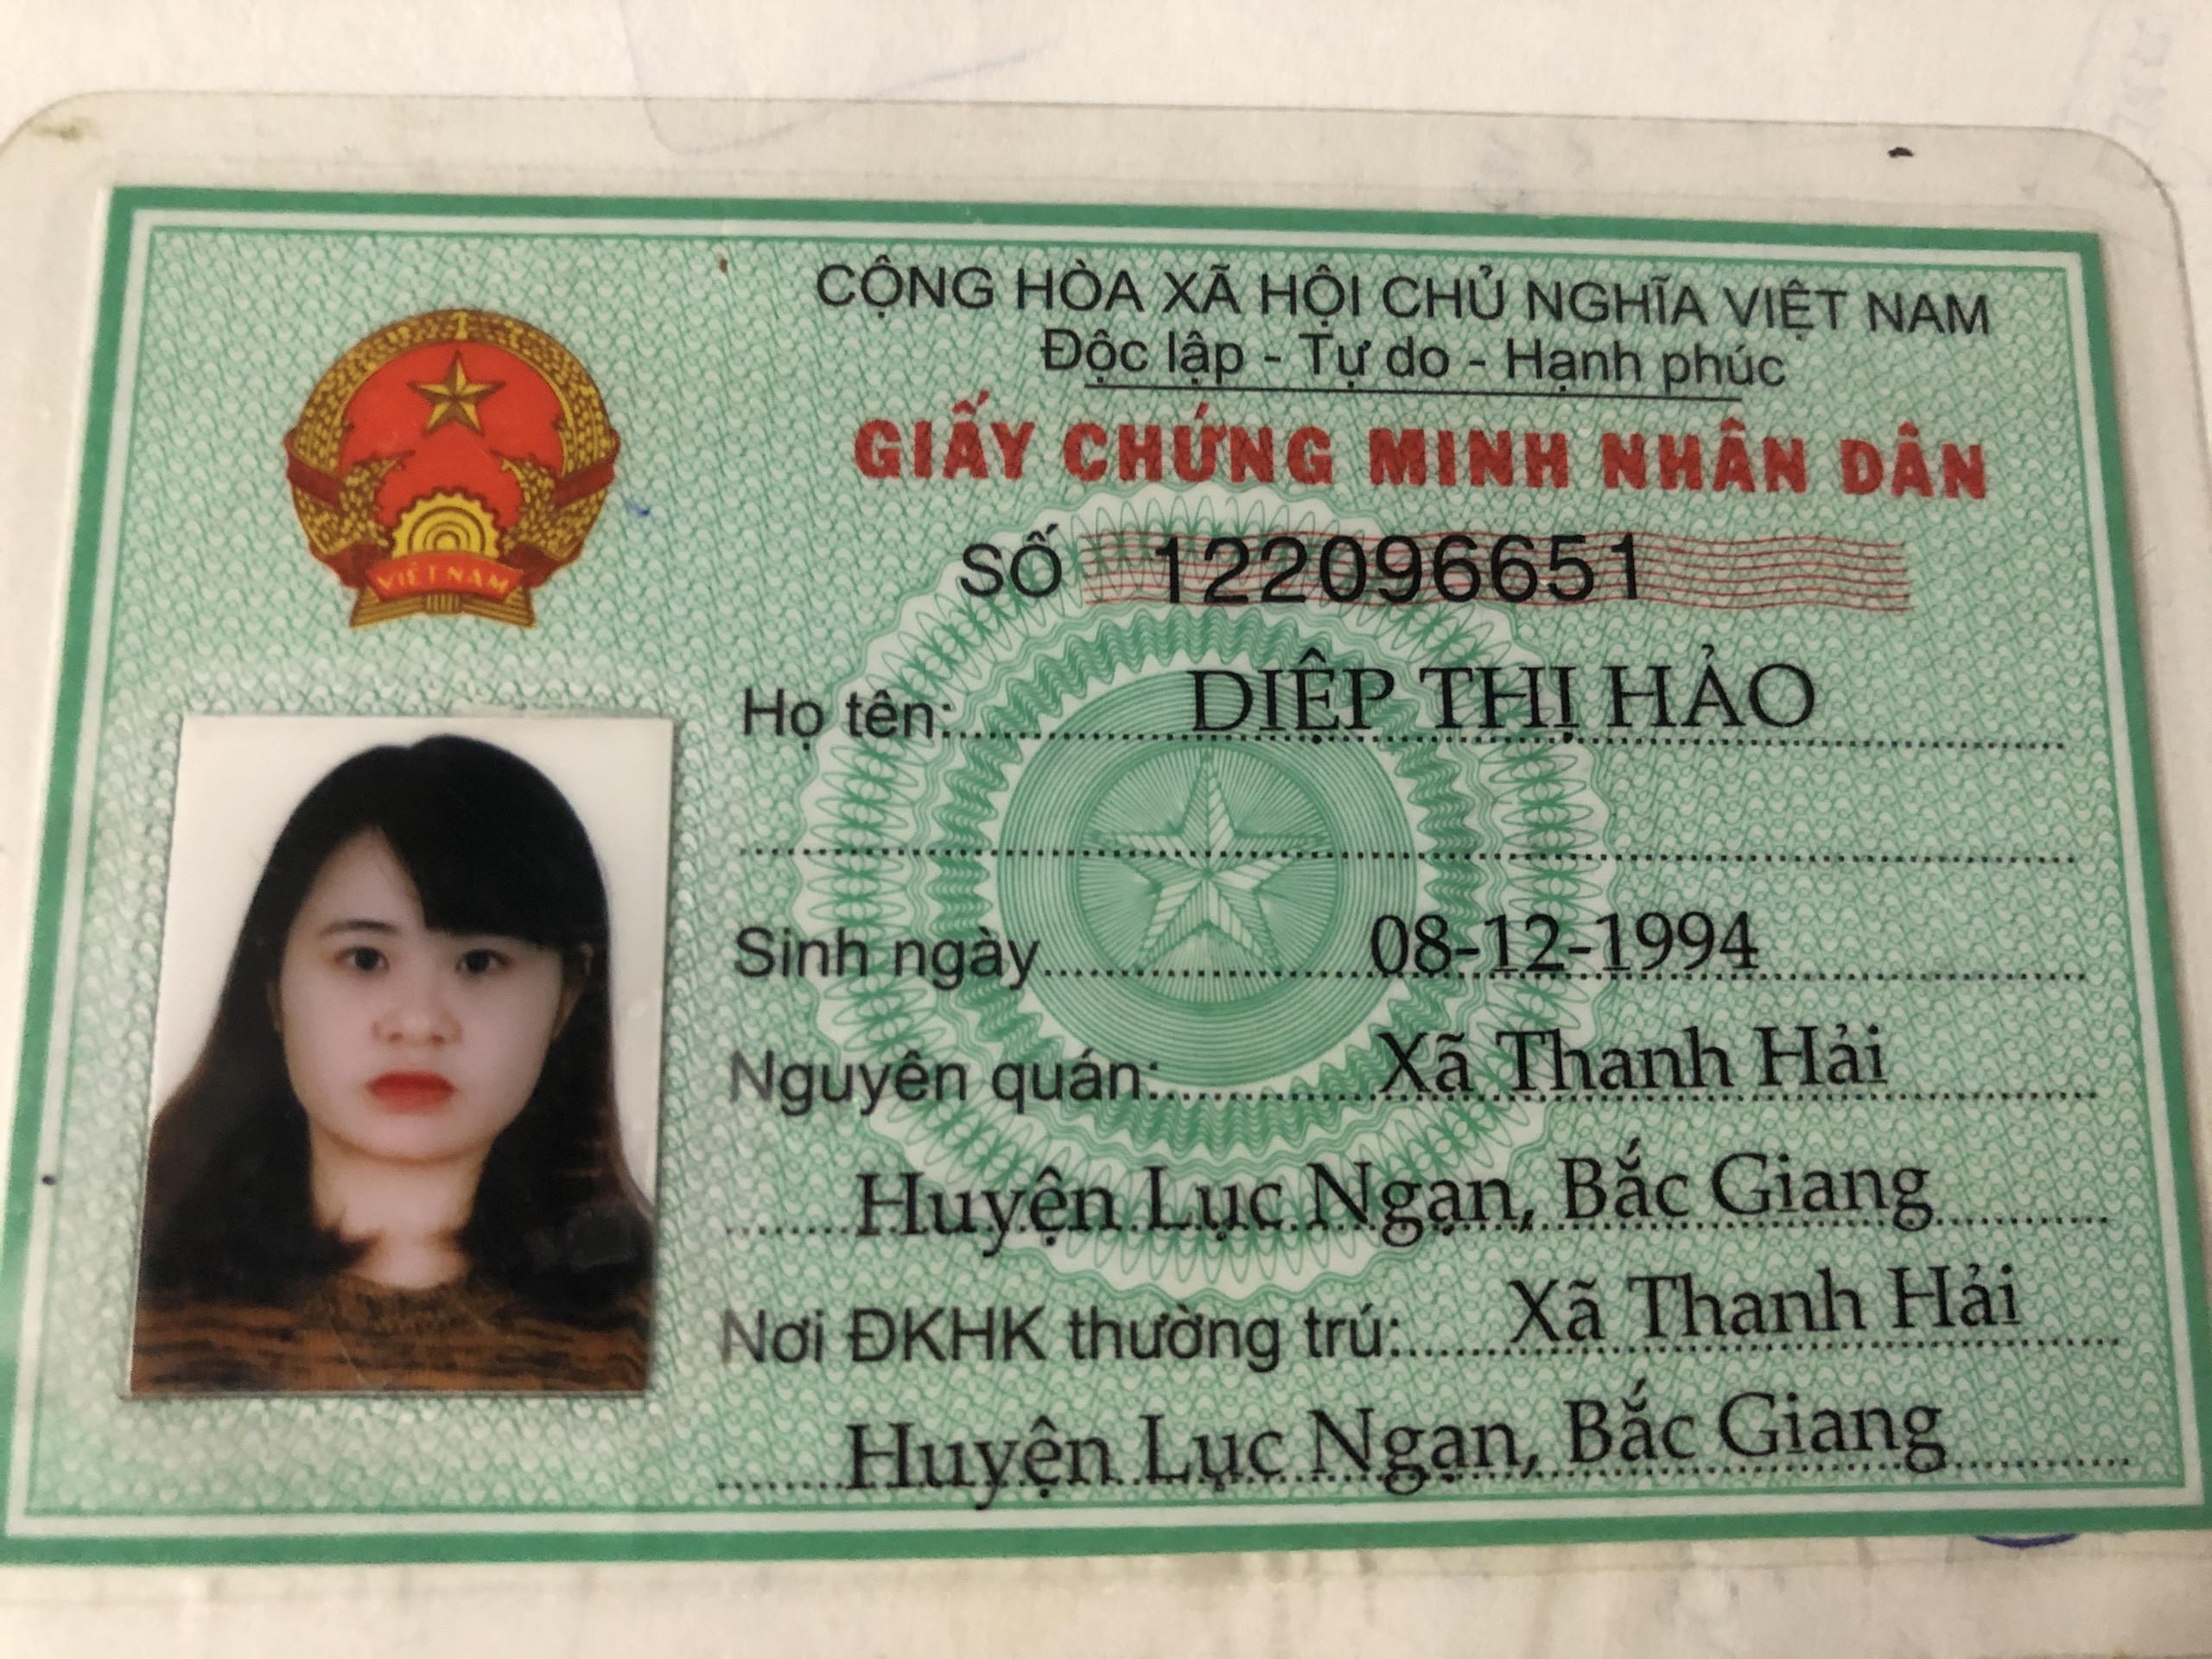 CỘNG HÒA XÃ HỘI CHỦ NGHĨA VIỆT NAM
Độc lập - Tự do - Hạnh phúc
GIẤY CHỨNG MINH NHÂN DÂN
SỐ 122096651
VIỆT NAM
Họ tên: DIỆP THỊ HẢO
Sinh ngày 08-12-1994
Nguyên quán: Xã Thanh Hải
Huyện Lục Ngạn, Bắc Giang
Nơi ĐKHK thường trú: Xã Thanh Hải
Huyện Lục Ngạn, Bắc Giang